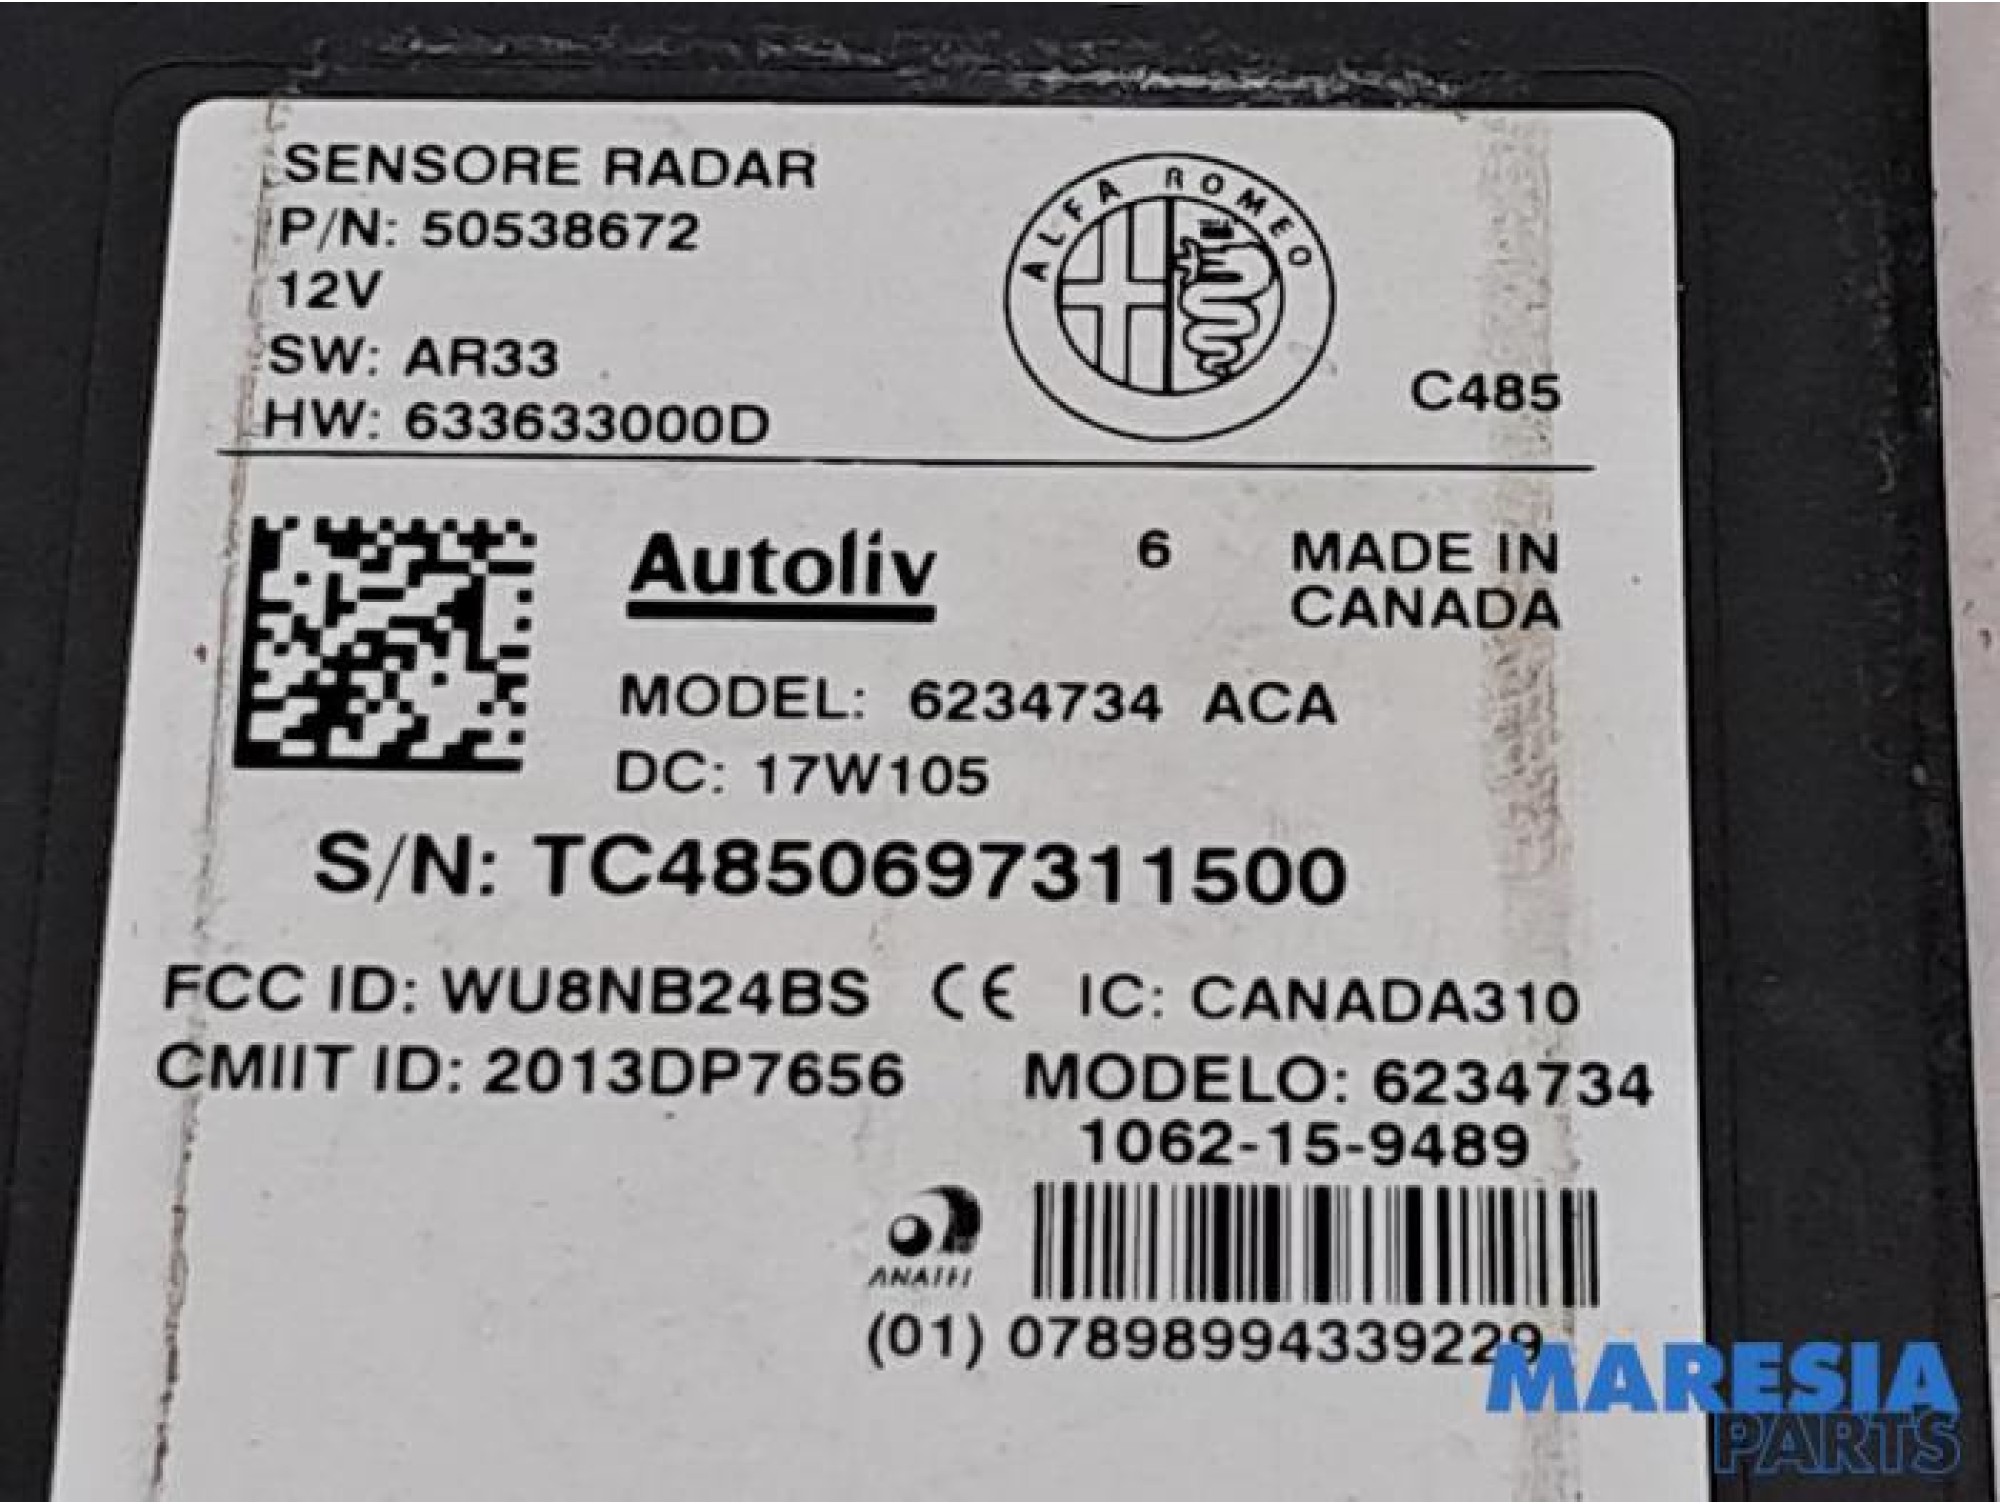 SENSORE RADAR
P/N: 50538672
12V
SW: AR33
HW: 633633000D
ALFA ROMEO
C485
Autoliv
6
MADE IN
CANADA
MODEL: 6234734 ACA
DC: 17W105
S/N: TC4850697311500
FCC ID: WU8NB24BS CE IC: CANADA310
CMIIT ID: 2013DP7656
MODELO: 6234734
1062-15-9489
ANATEL
(01) 07898994339229
MARESIA
PARTS